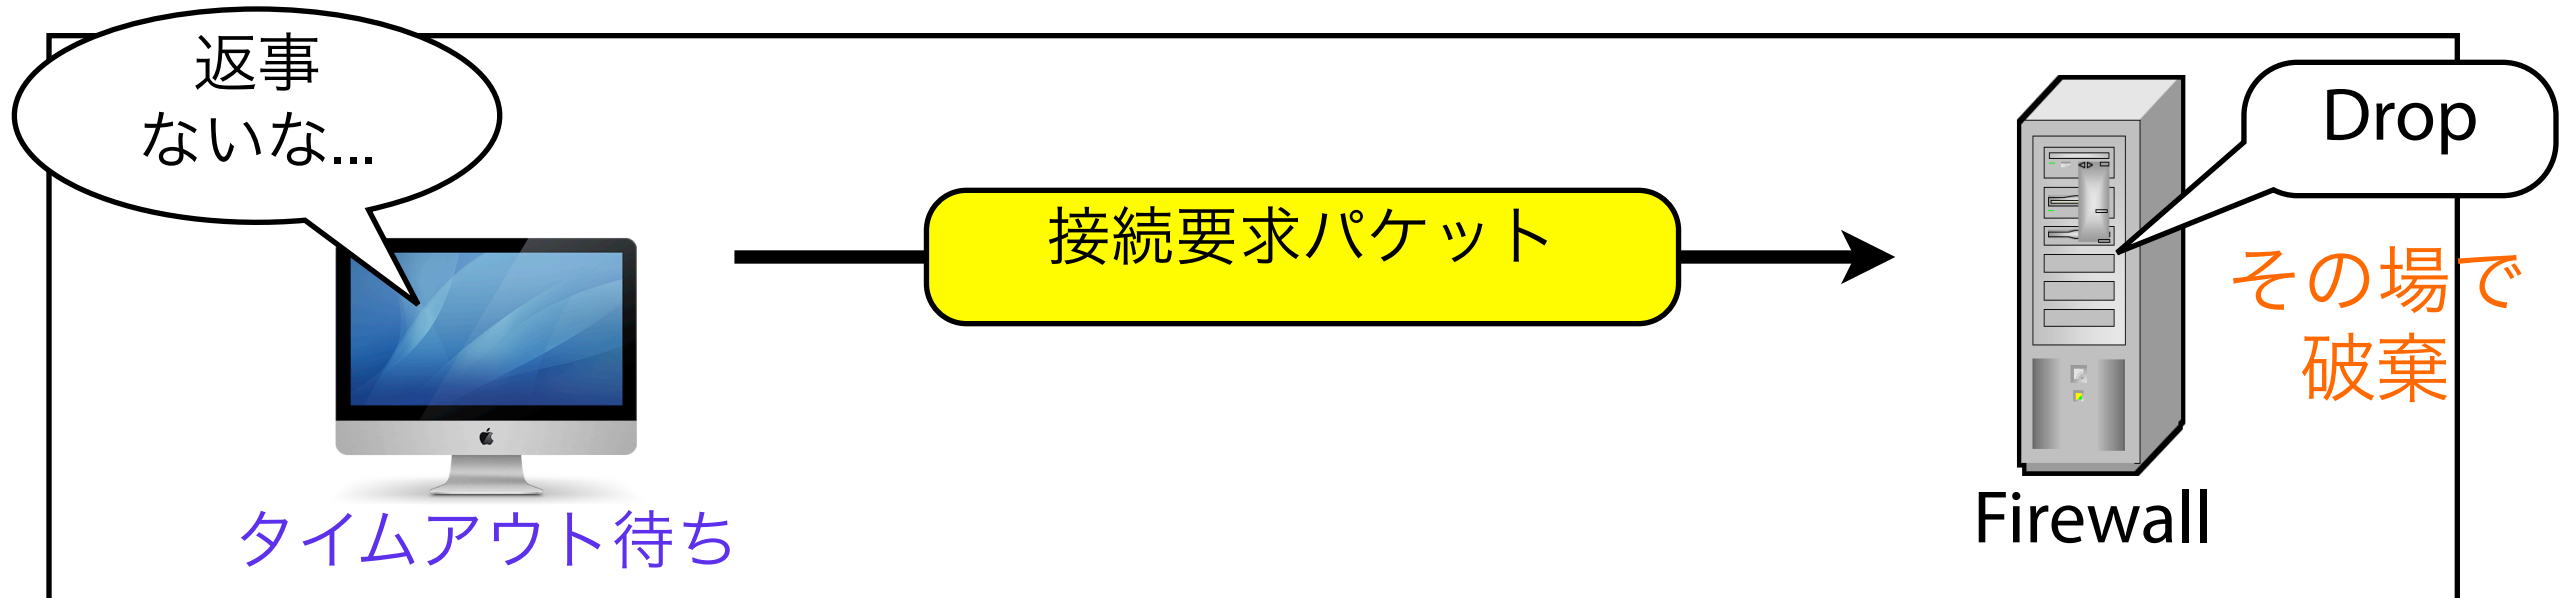 返事
ないな...
Drop
接続要求パケット
その場で
破棄
Firewall
タイムアウト待ち